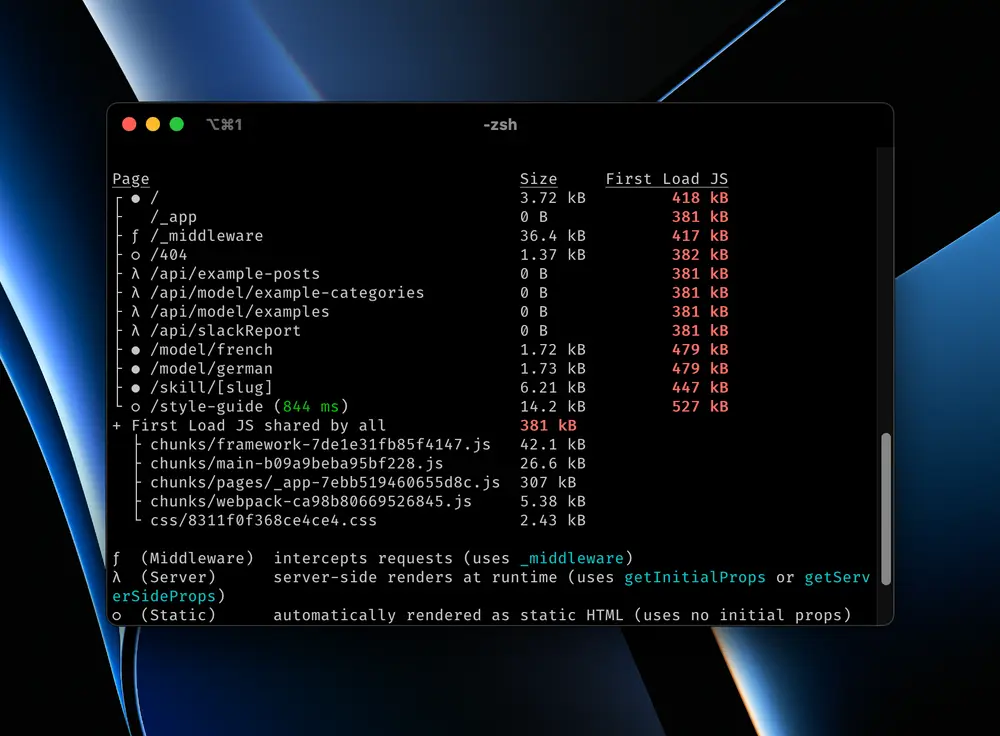 ⌥⌘1 -zsh
Page Size First Load JS
┌ ● / 3.72 kB 418 kB
├ /_app 0 B 381 kB
├ ƒ /_middleware 36.4 kB 417 kB
├ ○ /404 1.37 kB 382 kB
├ λ /api/example-posts 0 B 381 kB
├ λ /api/model/example-categories 0 B 381 kB
├ λ /api/model/examples 0 B 381 kB
├ λ /api/slackReport 0 B 381 kB
├ ● /model/french 1.72 kB 479 kB
├ ● /model/german 1.73 kB 479 kB
├ ● /skill/[slug] 6.21 kB 447 kB
└ ○ /style-guide (844 ms) 14.2 kB 527 kB
+ First Load JS shared by all 381 kB
├ chunks/framework-7de1e31fb85f4147.js 42.1 kB
├ chunks/main-b09a9beba95bf228.js 26.6 kB
├ chunks/pages/_app-7ebb519460655d8c.js 307 kB
├ chunks/webpack-ca98b80669526845.js 5.38 kB
└ css/8311f0f368ce4ce4.css 2.43 kB
ƒ (Middleware) intercepts requests (uses _middleware)
λ (Server) server-side renders at runtime (uses getInitialProps or getServ
erSideProps)
○ (Static) automatically rendered as static HTML (uses no initial props)